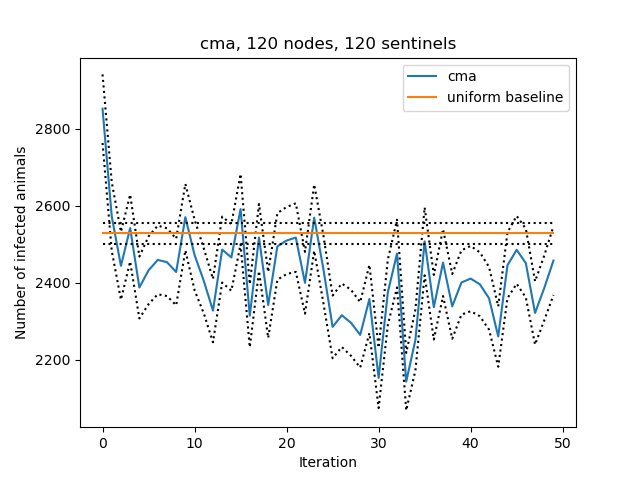 cma, 120 nodes, 120 sentinels
cma
uniform baseline
Number of infected animals
2800
2600
2400
2200
0 10 20 30 40 50
Iteration